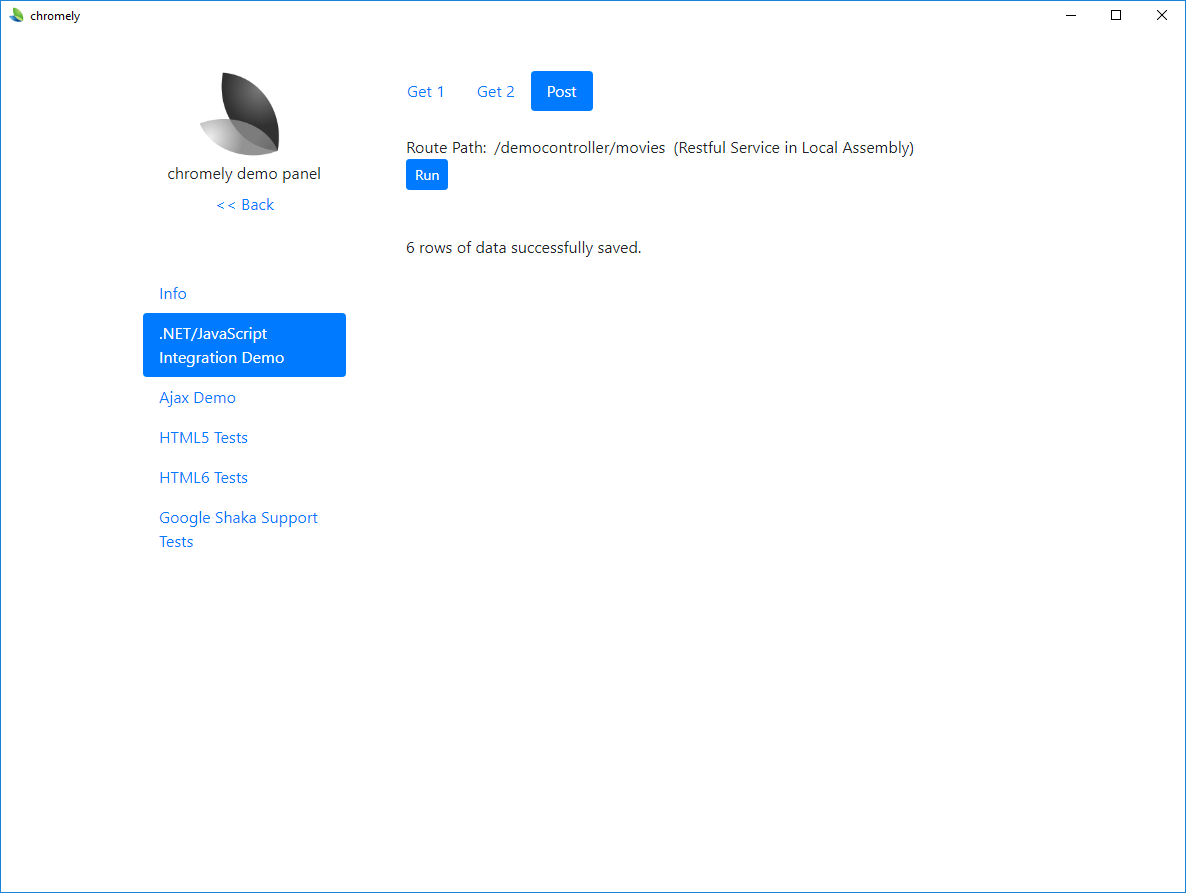 chromely
chromely demo panel
<< Back
Info
.NET/JavaScript
Integration Demo
Ajax Demo
HTML5 Tests
HTML6 Tests
Google Shaka Support
Tests
Get 1 Get 2 Post
Route Path: /democontroller/movies (Restful Service in Local Assembly)
Run
6 rows of data successfully saved.